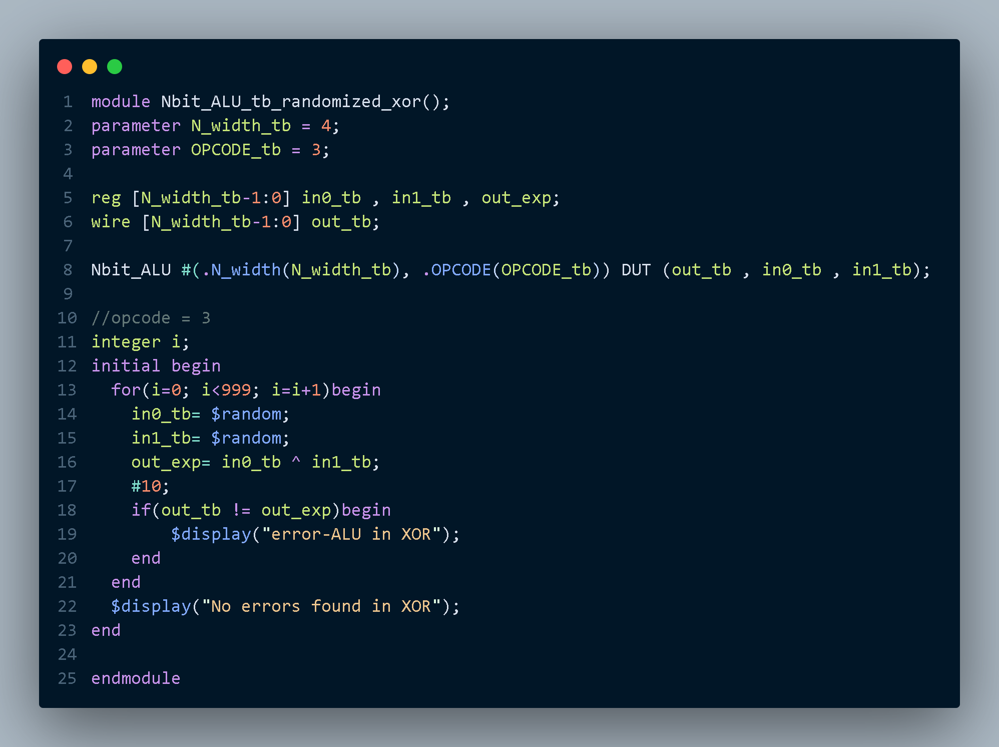 1 module Nbit_ALU_tb_randomized_xor();
2 parameter N_width_tb = 4;
3 parameter OPCODE_tb = 3;
4
5 reg [N_width_tb-1:0] in0_tb , in1_tb , out_exp;
6 wire [N_width_tb-1:0] out_tb;
7
8 Nbit_ALU #(.N_width(N_width_tb), .OPCODE(OPCODE_tb)) DUT (out_tb , in0_tb , in1_tb);
9
10 //opcode = 3
11 integer i;
12 initial begin
13   for(i=0; i<999; i=i+1)begin
14     in0_tb= $random;
15     in1_tb= $random;
16     out_exp= in0_tb ^ in1_tb;
17     #10;
18     if(out_tb != out_exp)begin
19         $display("error-ALU in XOR");
20     end
21   end
22   $display("No errors found in XOR");
23 end
24
25 endmodule